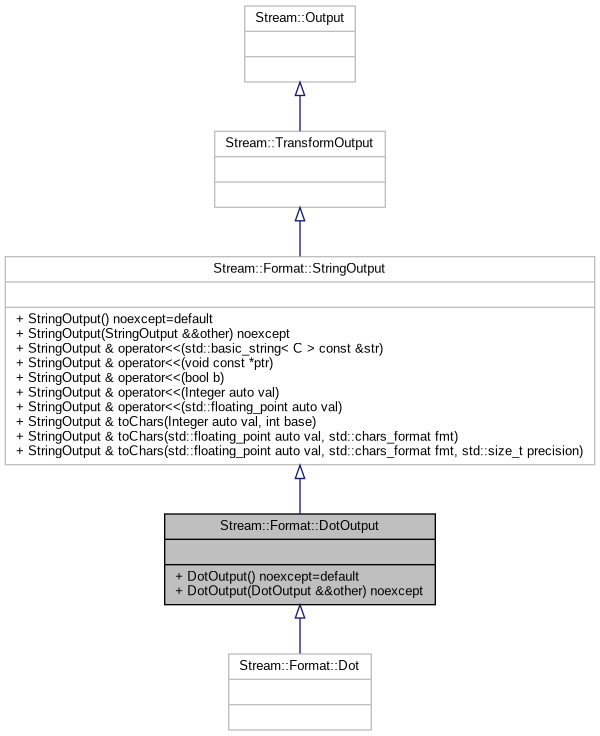 Stream::Output
Stream::TransformOutput
Stream::Format::StringOutput
+ StringOutput() noexcept=default
+ StringOutput(StringOutput &&other) noexcept
+ StringOutput & operator<<(std::basic_string< C > const &str)
+ StringOutput & operator<<(void const *ptr)
+ StringOutput & operator<<(bool b)
+ StringOutput & operator<<(Integer auto val)
+ StringOutput & operator<<(std::floating_point auto val)
+ StringOutput & toChars(Integer auto val, int base)
+ StringOutput & toChars(std::floating_point auto val, std::chars_format fmt)
+ StringOutput & toChars(std::floating_point auto val, std::chars_format fmt, std::size_t precision)
Stream::Format::DotOutput
+ DotOutput() noexcept=default
+ DotOutput(DotOutput &&other) noexcept
Stream::Format::Dot